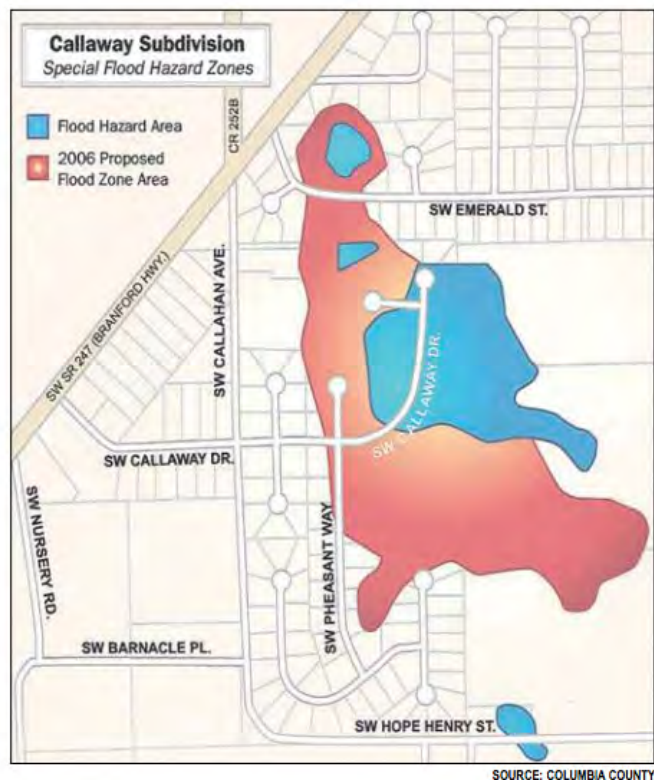 Callaway Subdivision
Special Flood Hazard Zones
Flood Hazard Area
2006 Proposed
Flood Zone Area
CR 252B
SW EMERALD ST.
SW SR 247 (BRANFORD HWY.)
SW CALLAHAN AVE.
SW CALLAWAY DR.
SW CALLAWAY DR.
SW NURSERY RD.
SW PHEASANT WAY
SW BARNACLE PL.
SW HOPE HENRY ST.
SOURCE: COLUMBIA COUNTY